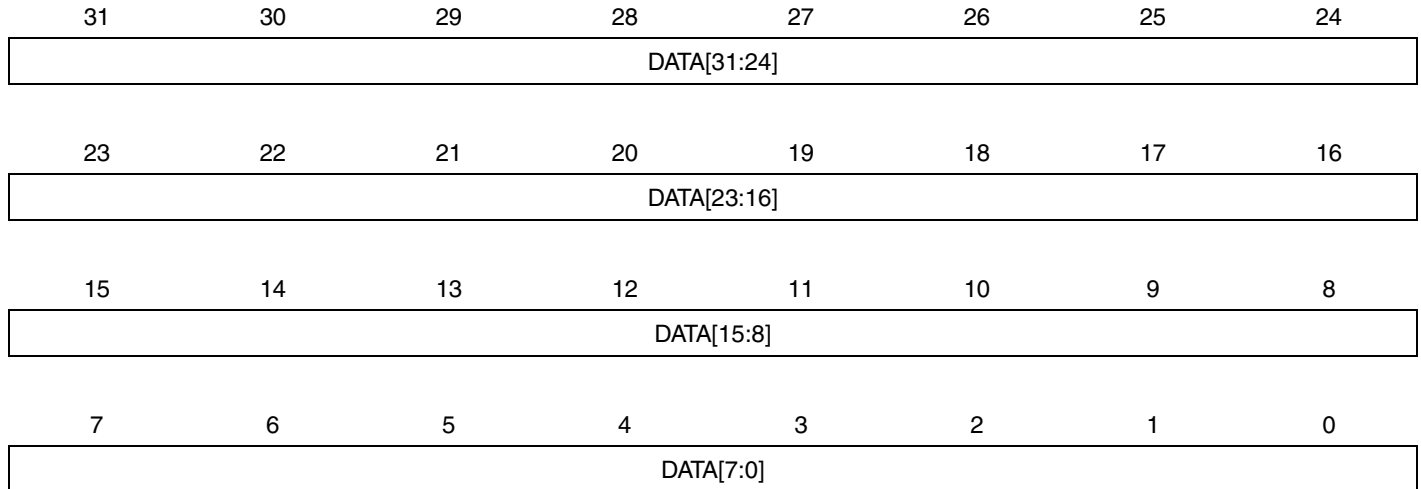 31 30 29 28 27 26 25 24
DATA[31:24]
23 22 21 20 19 18 17 16
DATA[23:16]
15 14 13 12 11 10 9 8
DATA[15:8]
7 6 5 4 3 2 1 0
DATA[7:0]